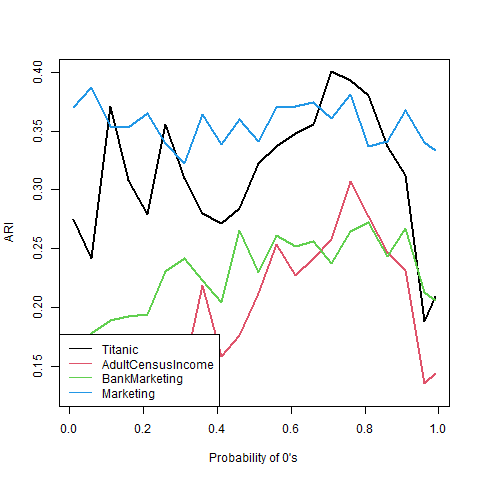 0.40
0.35
0.30
0.25
0.20
0.15
ARI
Titanic
AdultCensusIncome
BankMarketing
Marketing
0.0 0.2 0.4 0.6 0.8 1.0
Probability of 0's